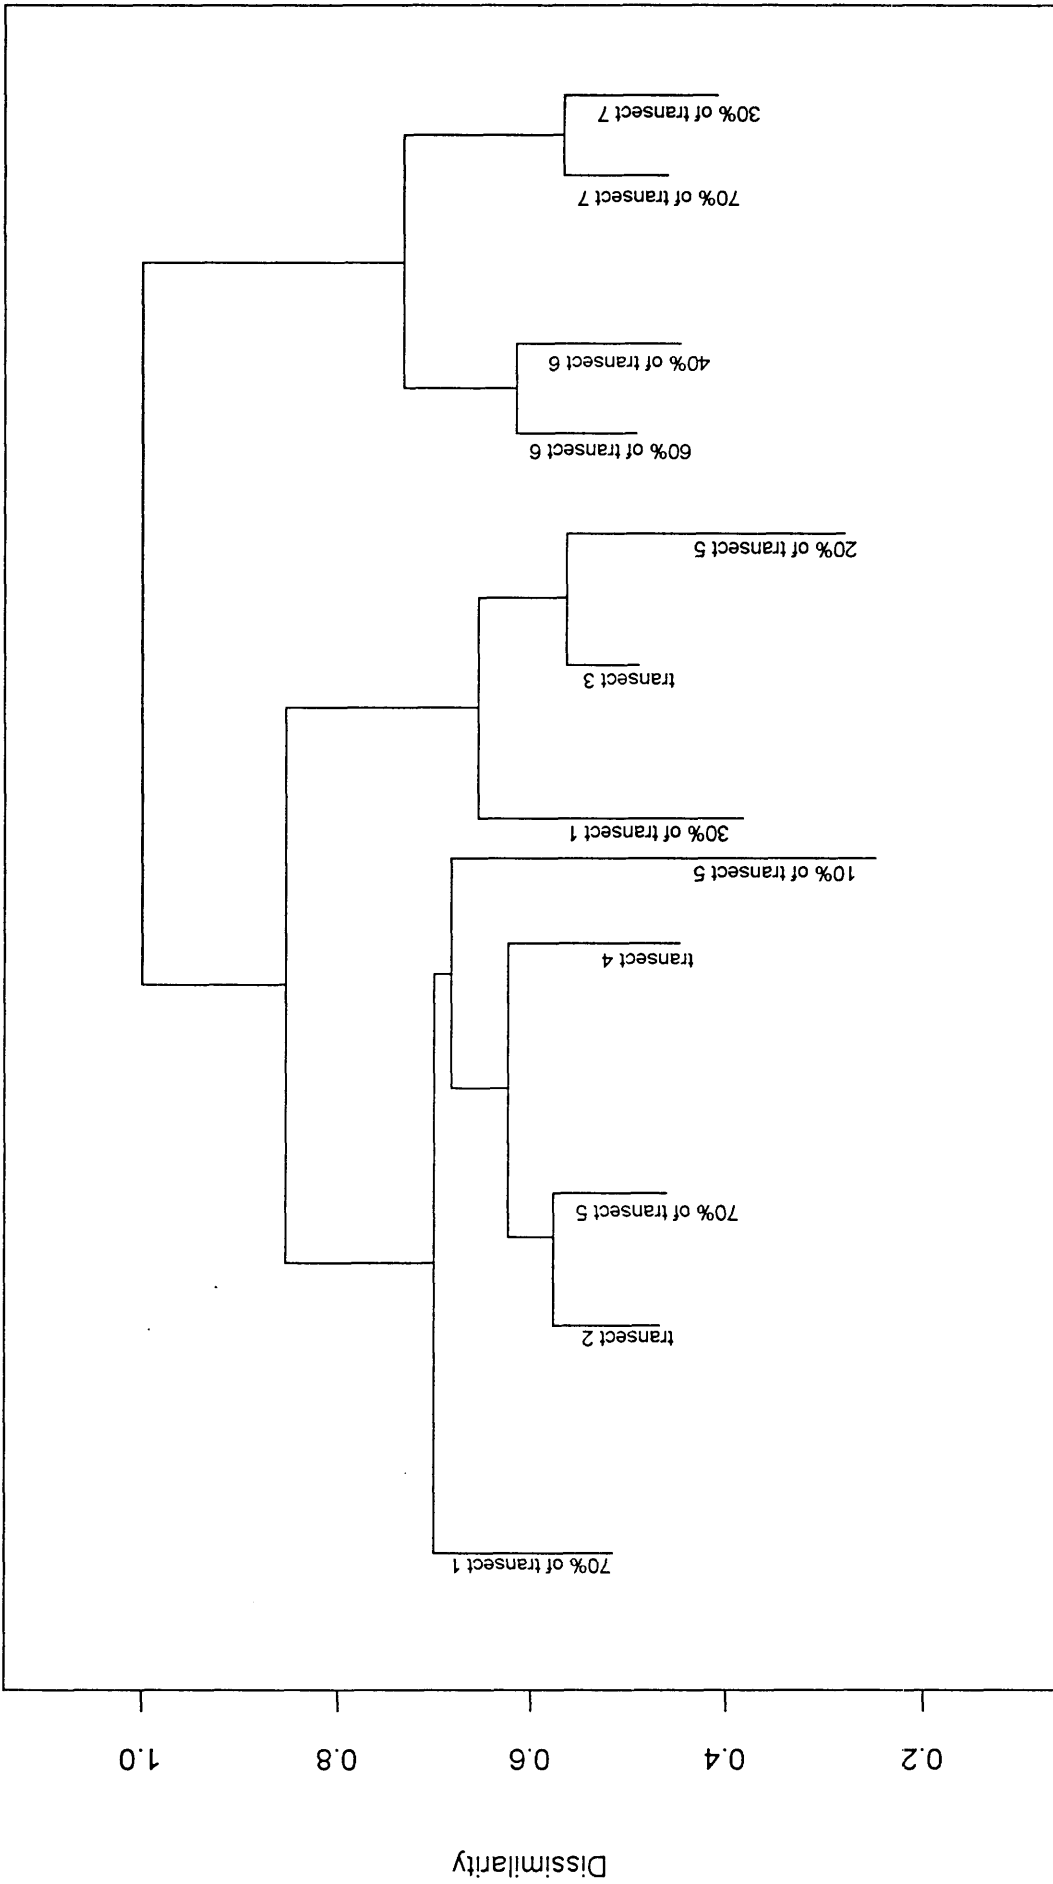 Dissimilarity
0.2
0.4
0.6
0.8
1.0
70% of transect 1
transect 2
70% of transect 5
transect 4
10% of transect 5
30% of transect 1
transect 3
20% of transect 5
60% of transect 6
40% of transect 6
70% of transect 7
30% of transect 7